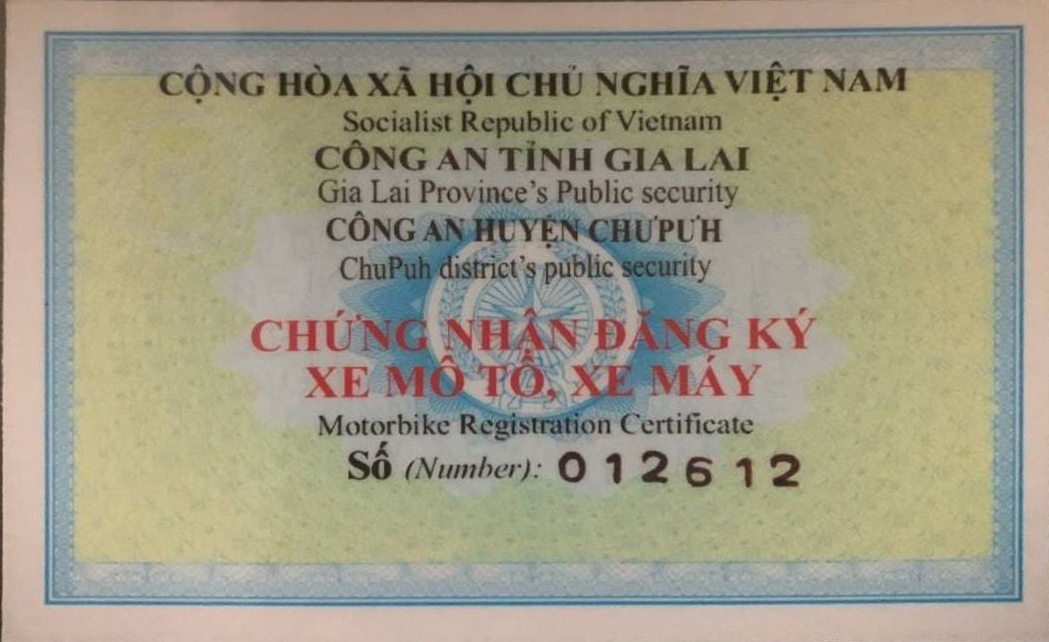 CỘNG HÒA XÃ HỘI CHỦ NGHĨA VIỆT NAM
Socialist Republic of Vietnam
CÔNG AN TỈNH GIA LAI
Gia Lai Province's Public security
CÔNG AN HUYỆN CHƯPƯH
ChuPuh district's public security
CHỨNG NHẬN ĐĂNG KÝ
XE MÔ TÔ, XE MÁY
Motorbike Registration Certificate
Số (Number): 012612